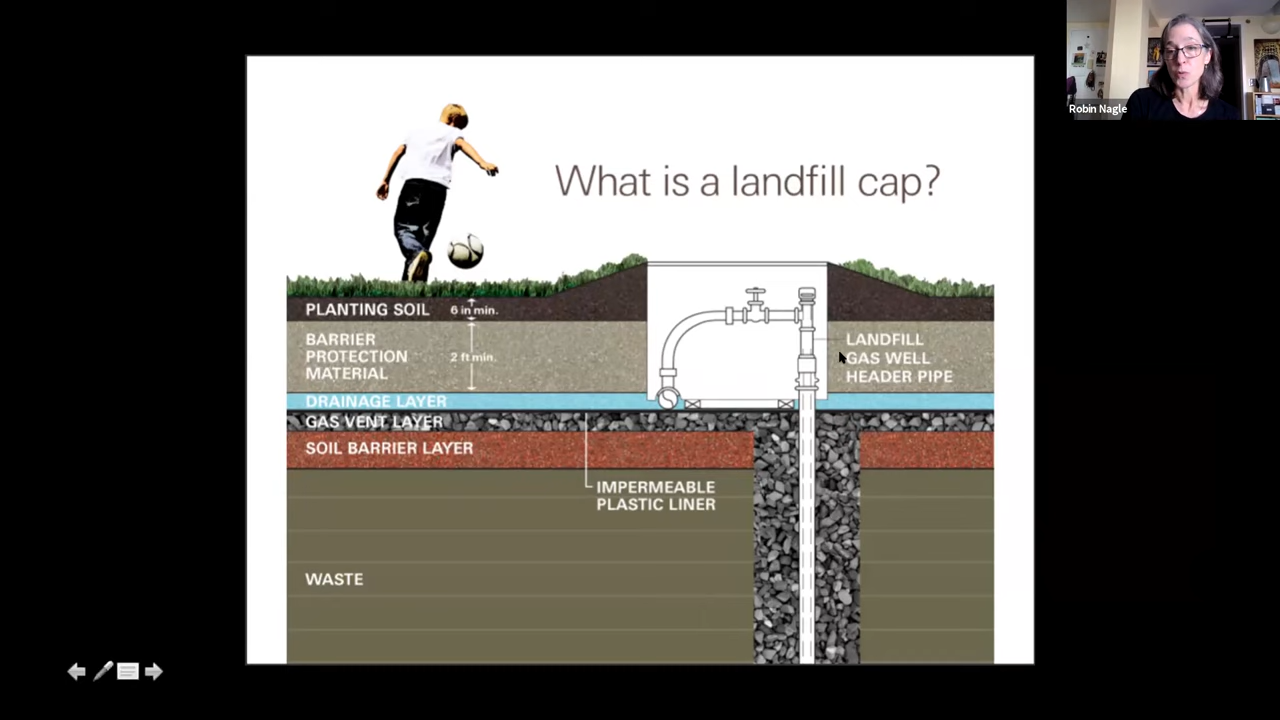 Robin Nagle
What is a landfill cap?
PLANTING SOIL
6 in min.
BARRIER
PROTECTION
MATERIAL
2 ft min.
LANDFILL
GAS WELL
HEADER PIPE
DRAINAGE LAYER
GAS VENT LAYER
SOIL BARRIER LAYER
IMPERMEABLE
PLASTIC LINER
WASTE